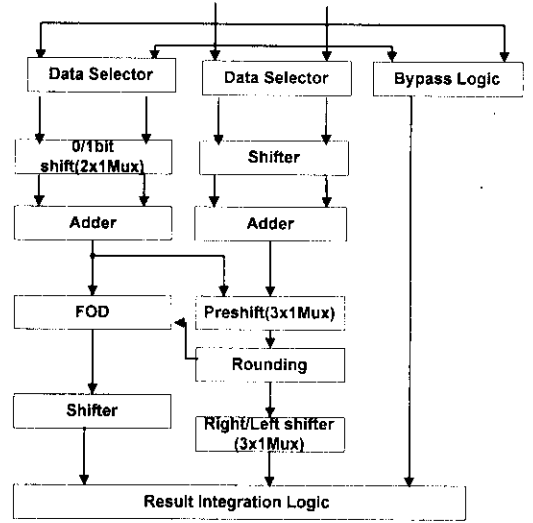 Data Selector
Data Selector
Bypass Logic
0/1bit
shift(2x1Mux)
Shifter
Adder
Adder
FOD
Preshift(3x1Mux)
Rounding
Shifter
Right/Left shifter
(3x1Mux)
Result Integration Logic